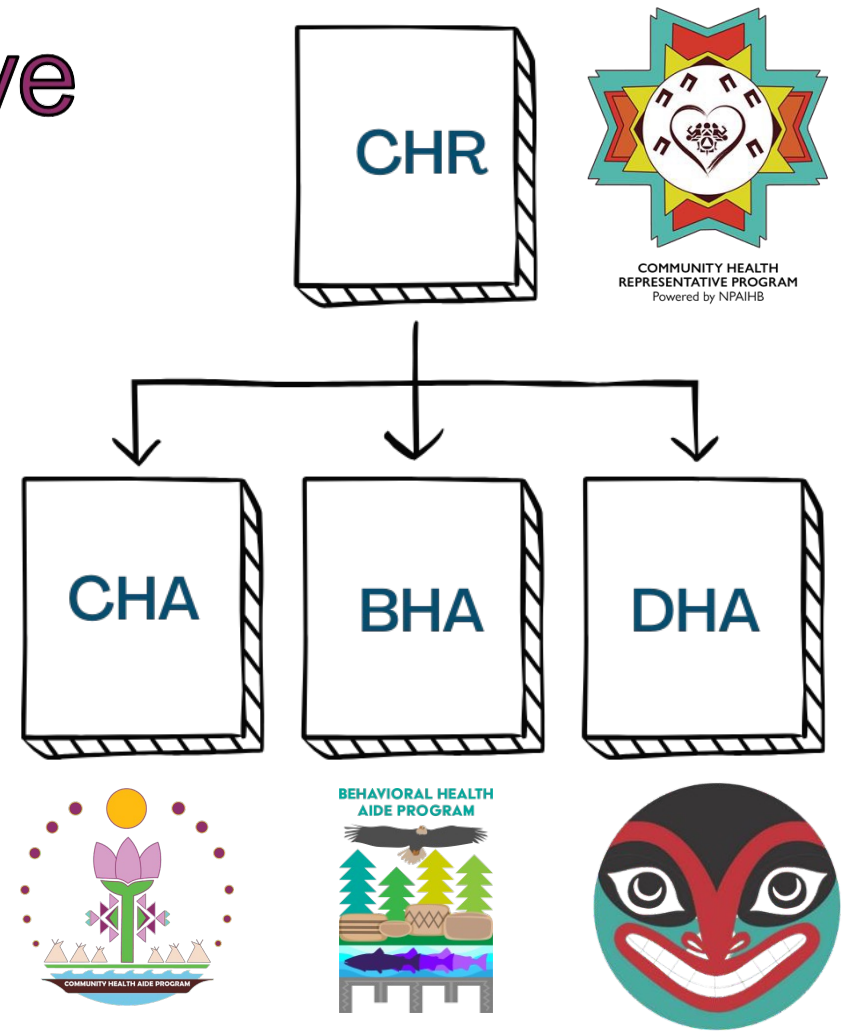 ve
CHR
COMMUNITY HEALTH
REPRESENTATIVE PROGRAM
Powered by NPAIHB
CHA
BHA
DHA
BEHAVIORAL HEALTH
AIDE PROGRAM
COMMUNITY HEALTH AIDE PROGRAM